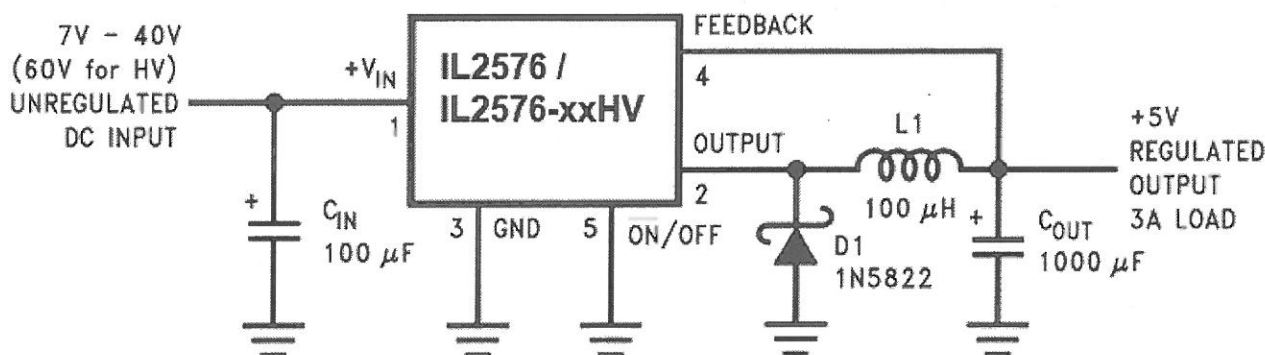 7V – 40V
(60V for HV)
UNREGULATED
DC INPUT
+VIN
1
IL2576 /
IL2576-xxHV
FEEDBACK
4
OUTPUT
2
L1
100 μH
+5V
REGULATED
OUTPUT
3A LOAD
+
CIN
100 μF
3
GND
5
ON/OFF
D1
1N5822
+
COUT
1000 μF